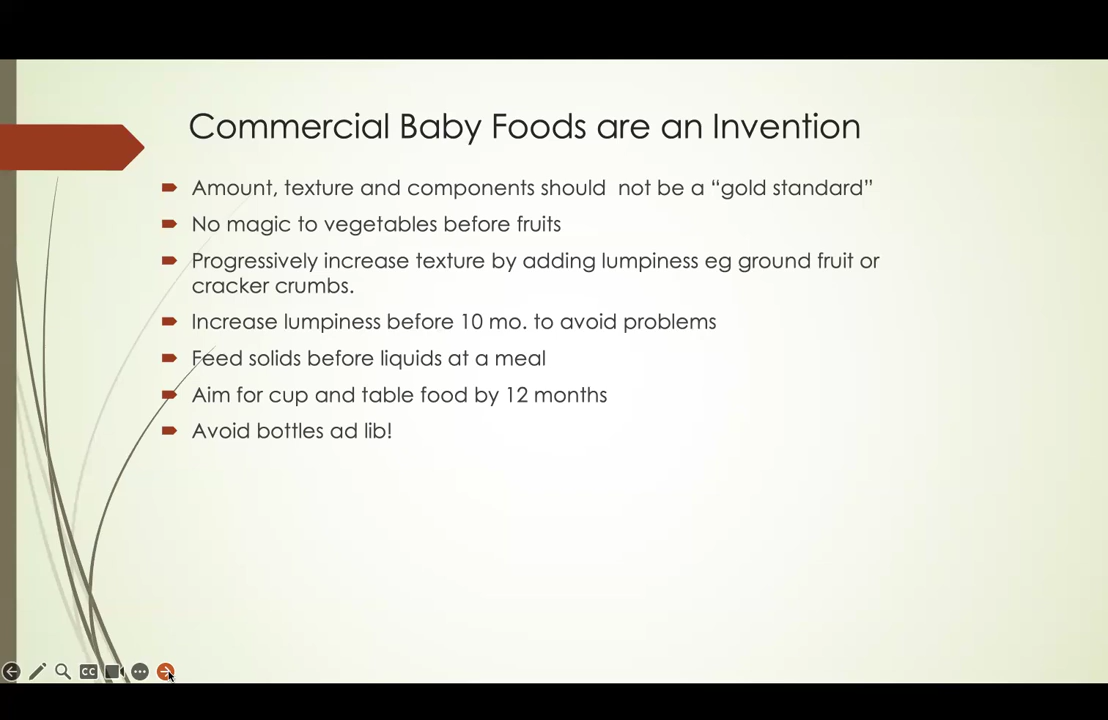 Commercial Baby Foods are an Invention
Amount, texture and components should  not be a “gold standard”
No magic to vegetables before fruits
Progressively increase texture by adding lumpiness eg ground fruit or
cracker crumbs.
Increase lumpiness before 10 mo. to avoid problems
Feed solids before liquids at a meal
Aim for cup and table food by 12 months
Avoid bottles ad lib!
CC